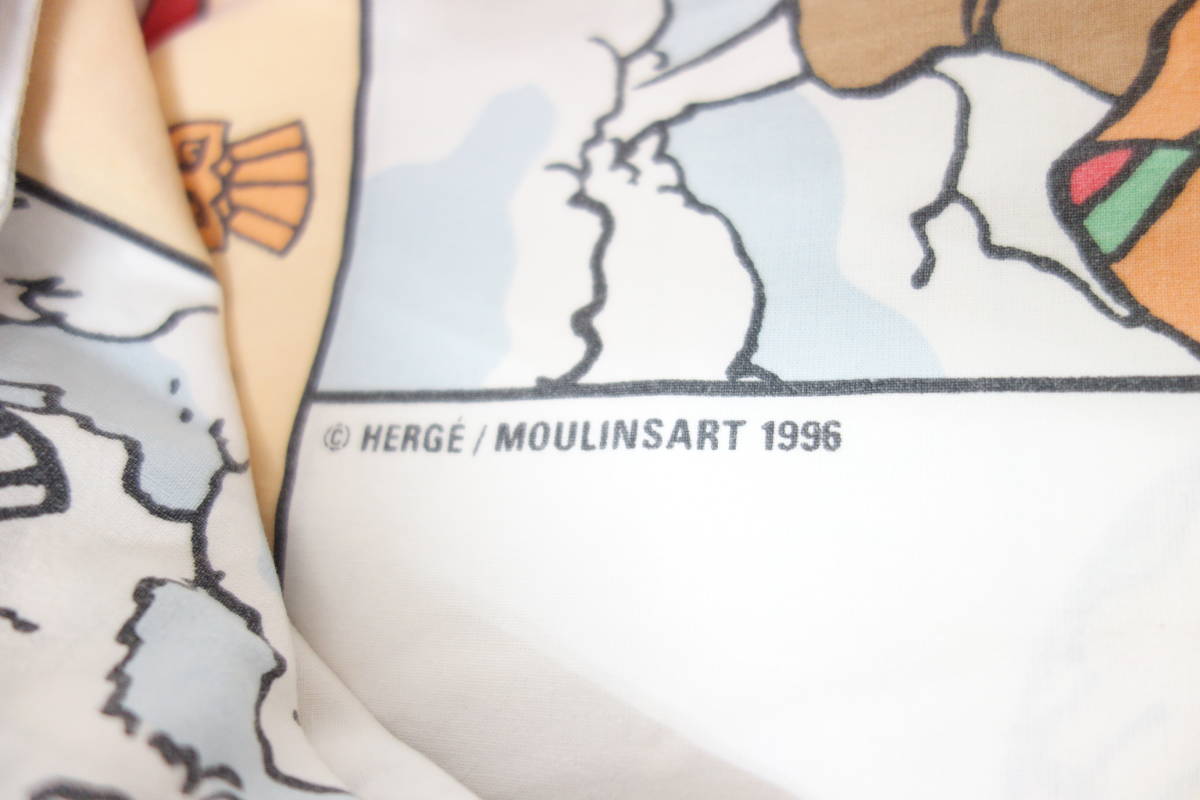 © HERGÉ / MOULINSART 1996